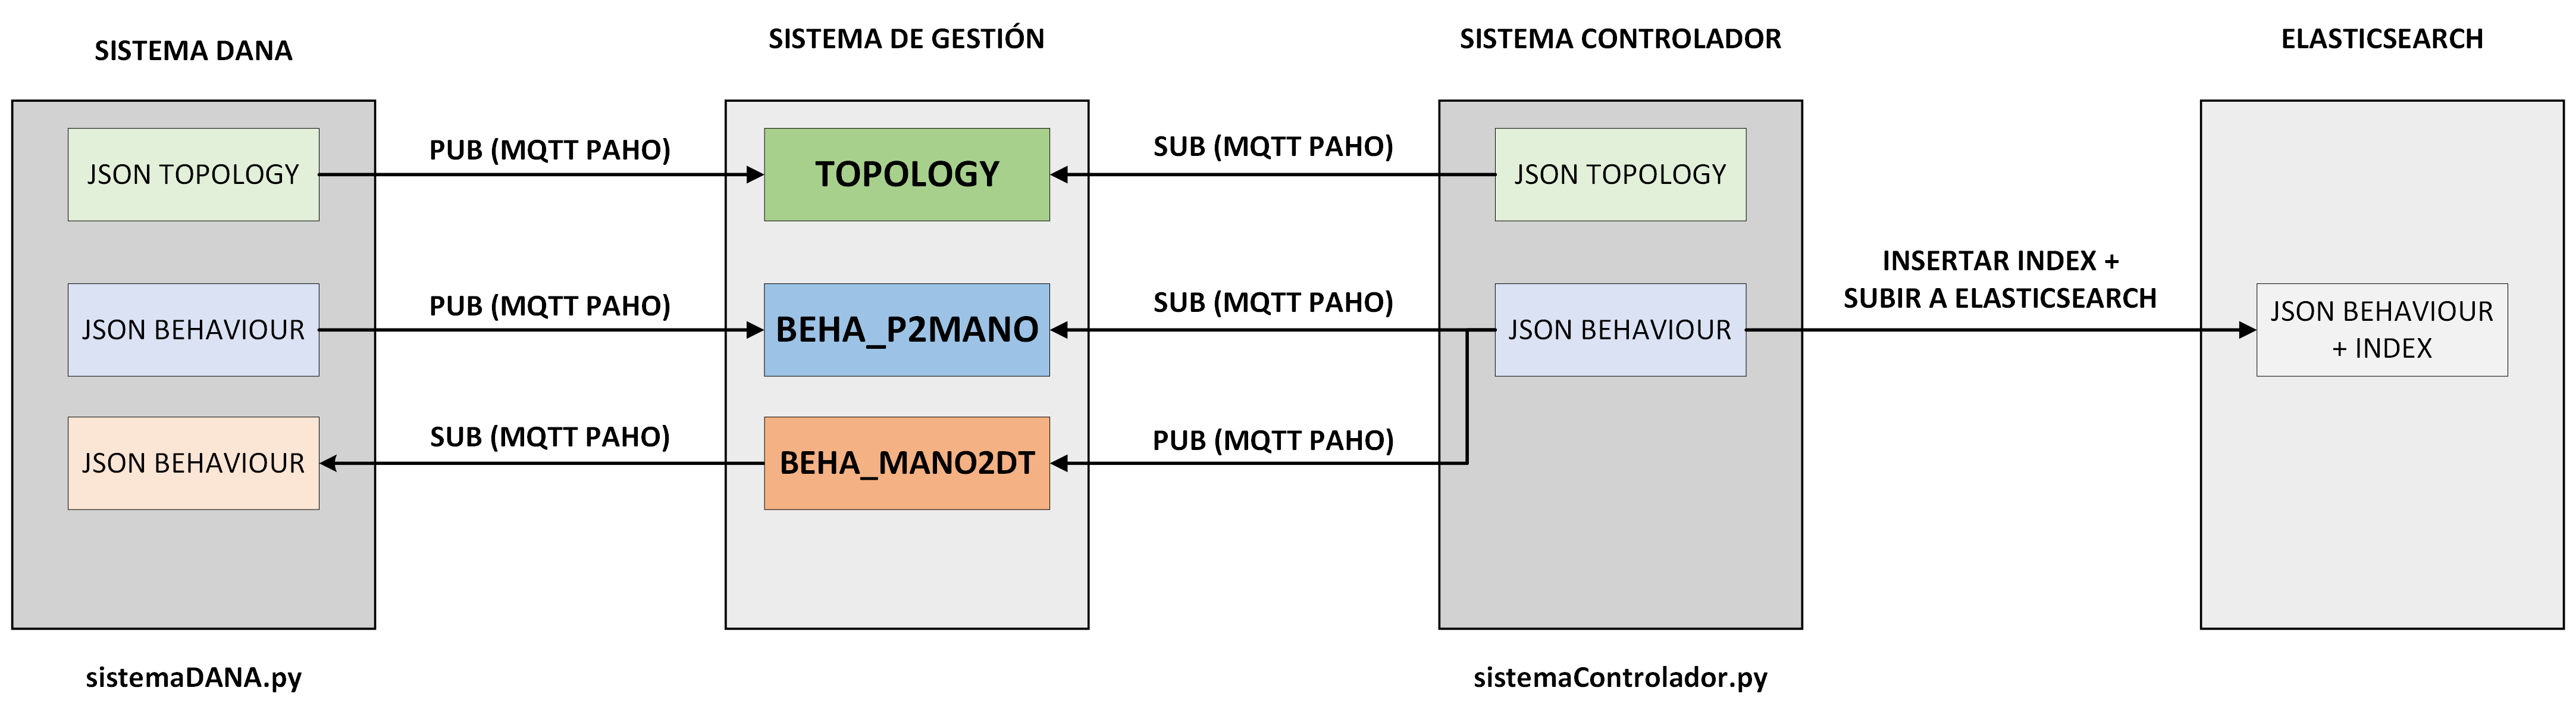 SISTEMA DANA
SISTEMA DE GESTIÓN
SISTEMA CONTROLADOR
ELASTICSEARCH
JSON TOPOLOGY
PUB (MQTT PAHO)
TOPOLOGY
SUB (MQTT PAHO)
JSON TOPOLOGY
JSON BEHAVIOUR
PUB (MQTT PAHO)
BEHA_P2MANO
SUB (MQTT PAHO)
JSON BEHAVIOUR
INSERTAR INDEX +
SUBIR A ELASTICSEARCH
JSON BEHAVIOUR
+ INDEX
JSON BEHAVIOUR
SUB (MQTT PAHO)
BEHA_MANO2DT
PUB (MQTT PAHO)
sistemaDANA.py
sistemaControlador.py